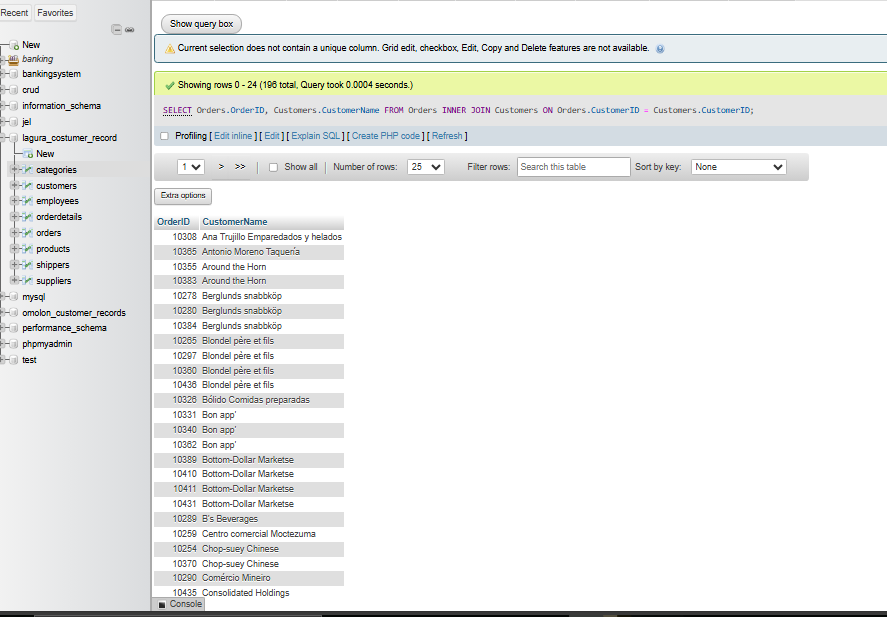 Recent Favorites
New
banking
bankingsystem
crud
information_schema
jel
lagura_costumer_record
New
categories
customers
employees
orderdetails
orders
products
shippers
suppliers
mysql
omolon_customer_records
performance_schema
phpmyadmin
test
Show query box
Current selection does not contain a unique column. Grid edit, checkbox, Edit, Copy and Delete features are not available.
Showing rows 0 - 24 (196 total, Query took 0.0004 seconds.)
SELECT Orders.OrderID, Customers.CustomerName FROM Orders INNER JOIN Customers ON Orders.CustomerID = Customers.CustomerID;
Profiling [ Edit inline ] [ Edit ] [ Explain SQL ] [ Create PHP code ] [ Refresh ]
1 > >> Show all Number of rows: 25 Filter rows: Search this table Sort by key: None
Extra options
OrderID CustomerName
10308 Ana Trujillo Emparedados y helados
10365 Antonio Moreno Taquería
10355 Around the Horn
10383 Around the Horn
10278 Berglunds snabbköp
10280 Berglunds snabbköp
10384 Berglunds snabbköp
10265 Blondel père et fils
10297 Blondel père et fils
10360 Blondel père et fils
10436 Blondel père et fils
10326 Bólido Comidas preparadas
10331 Bon app'
10340 Bon app'
10362 Bon app'
10389 Bottom-Dollar Marketse
10410 Bottom-Dollar Marketse
10411 Bottom-Dollar Marketse
10431 Bottom-Dollar Marketse
10289 B's Beverages
10259 Centro comercial Moctezuma
10254 Chop-suey Chinese
10370 Chop-suey Chinese
10290 Comércio Mineiro
10435 Consolidated Holdings
Console